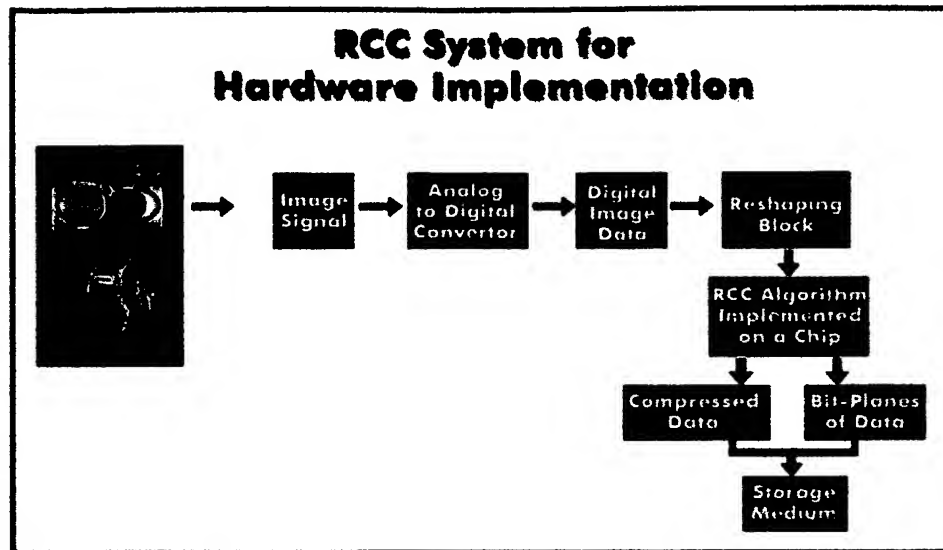 RCC System for
Hardware Implementation
Image
Signal
Analog
to Digital
Convertor
Digital
Image
Data
Reshaping
Block
RCC Algorithm
Implemented
on a Chip
Compressed
Data
Bit-Planes
of Data
Storage
Medium